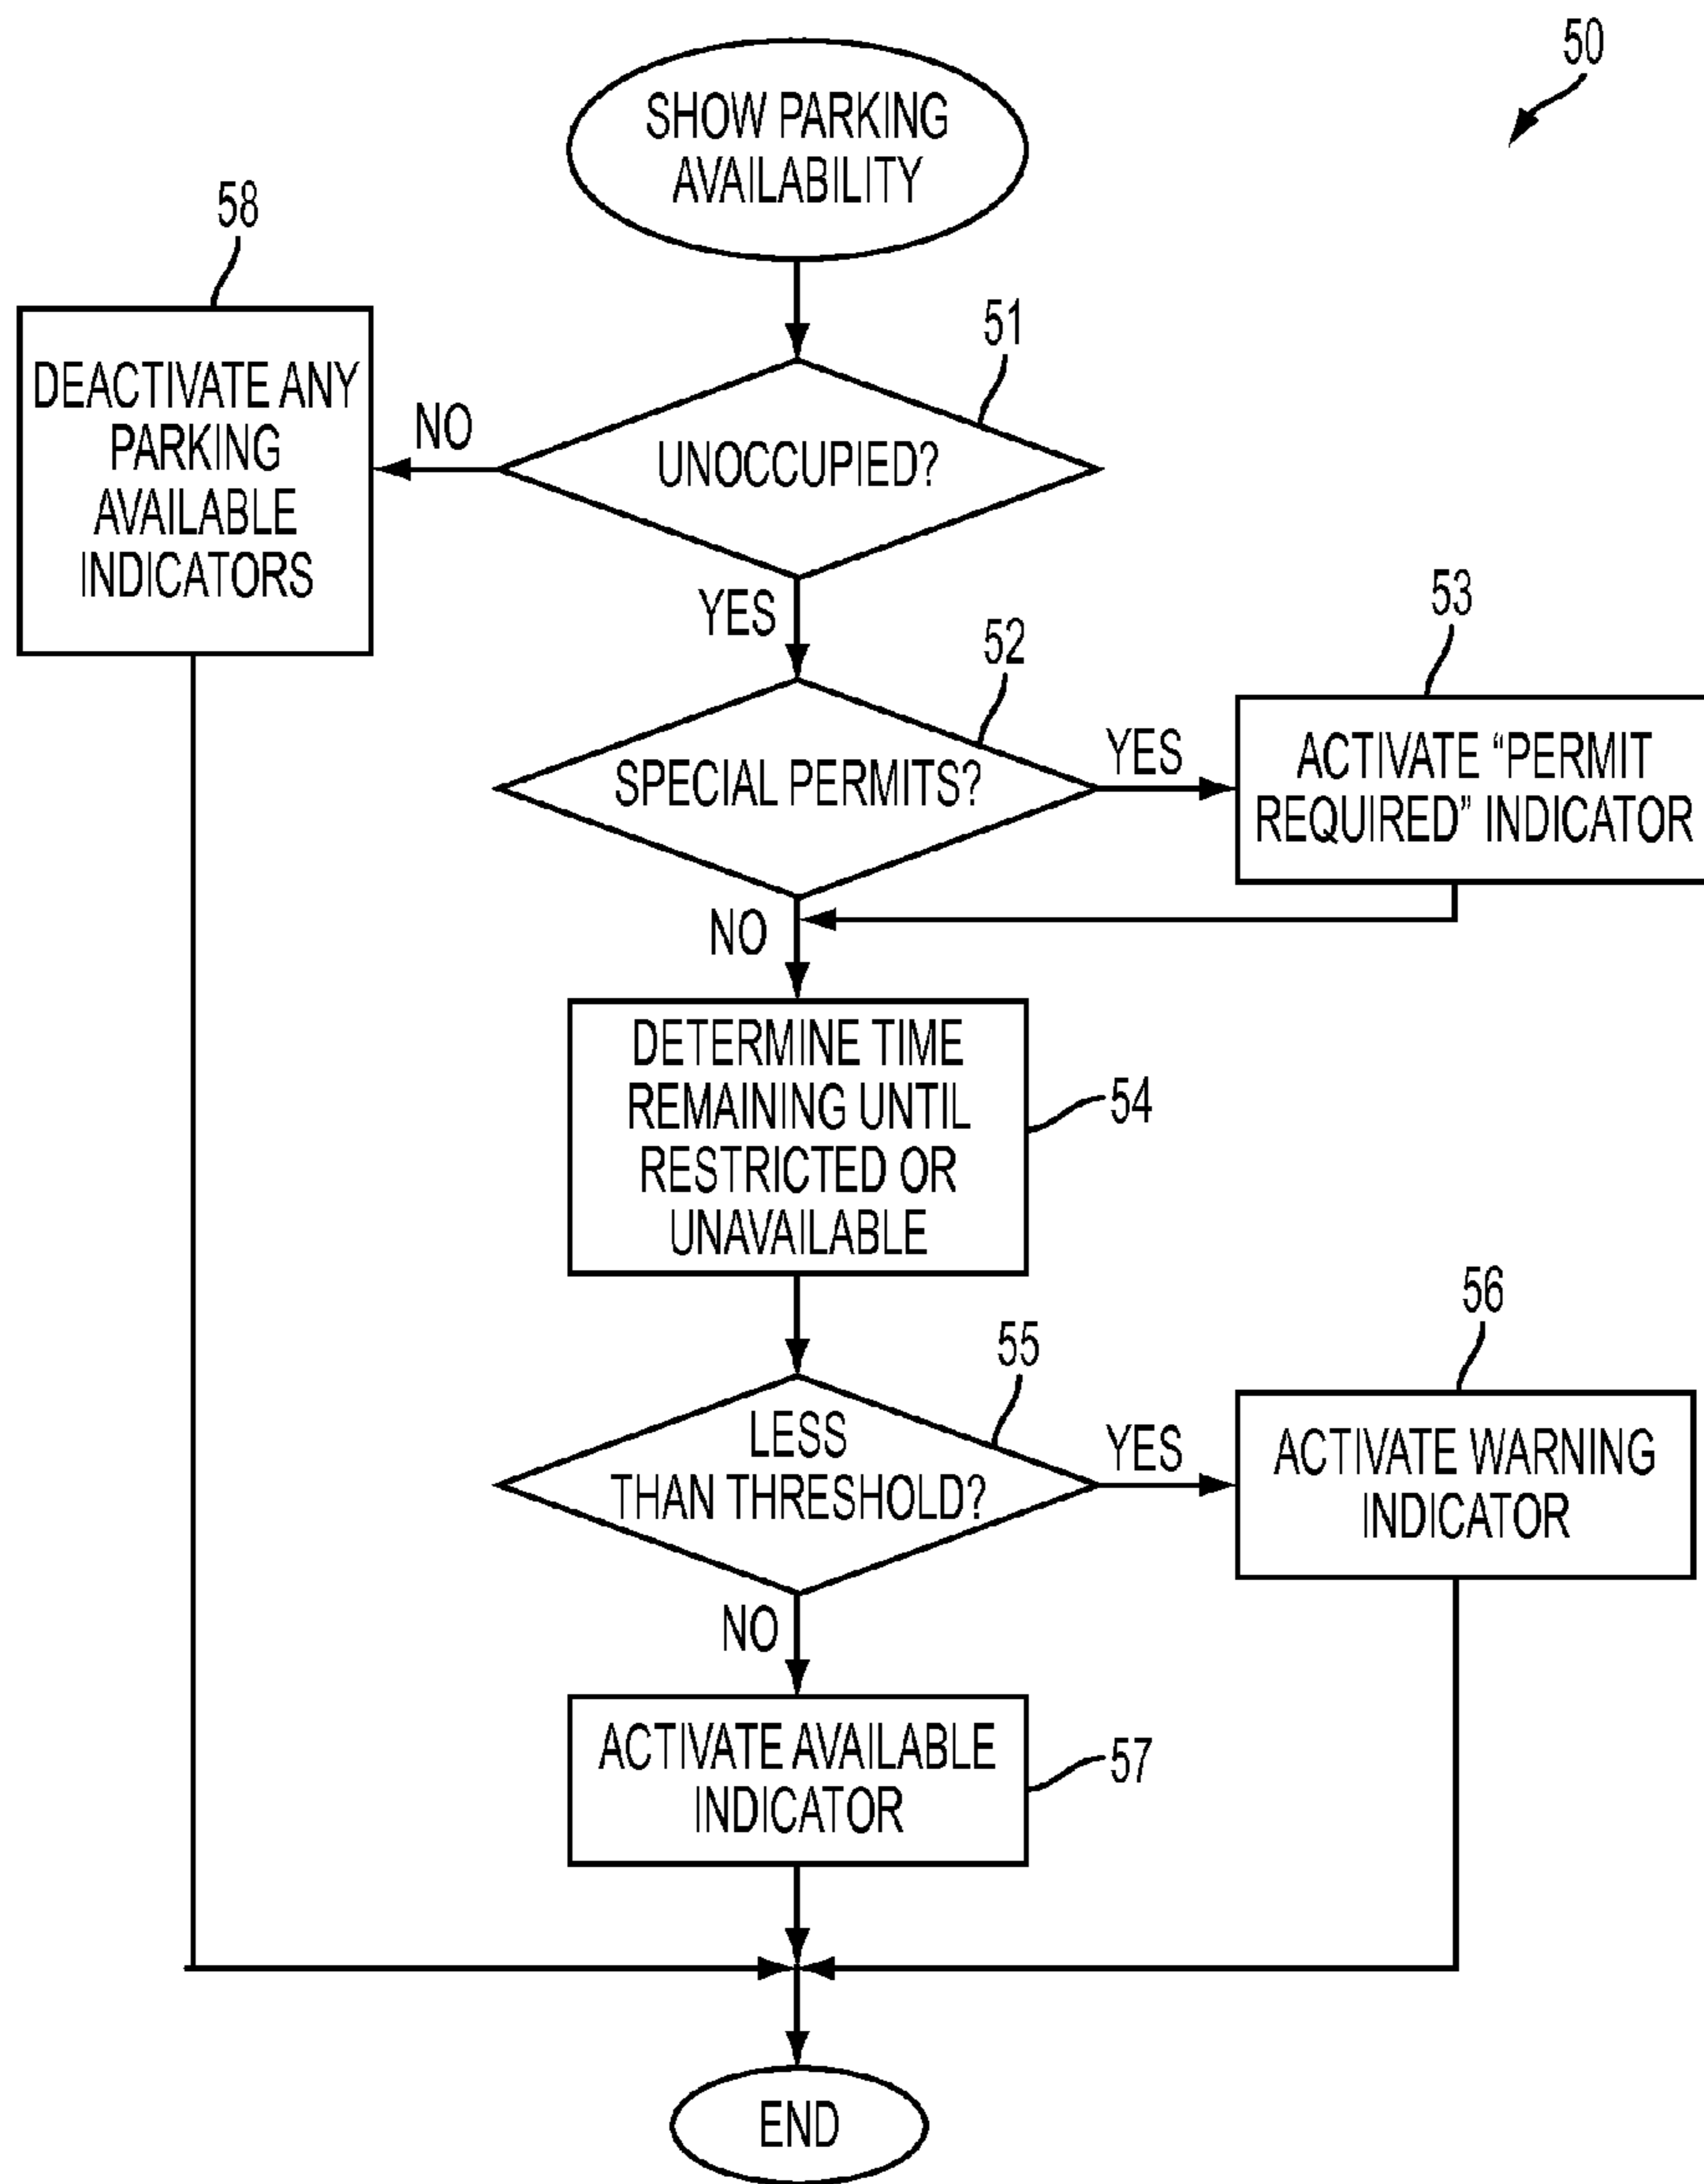 50
SHOW PARKING
AVAILABILITY
58
51
DEACTIVATE ANY
PARKING
AVAILABLE
INDICATORS
NO
UNOCCUPIED?
YES
52
53
SPECIAL PERMITS?
YES
ACTIVATE “PERMIT
REQUIRED” INDICATOR
NO
DETERMINE TIME
REMAINING UNTIL
RESTRICTED OR
UNAVAILABLE
54
55
56
LESS
THAN THRESHOLD?
YES
ACTIVATE WARNING
INDICATOR
NO
ACTIVATE AVAILABLE
INDICATOR
57
END